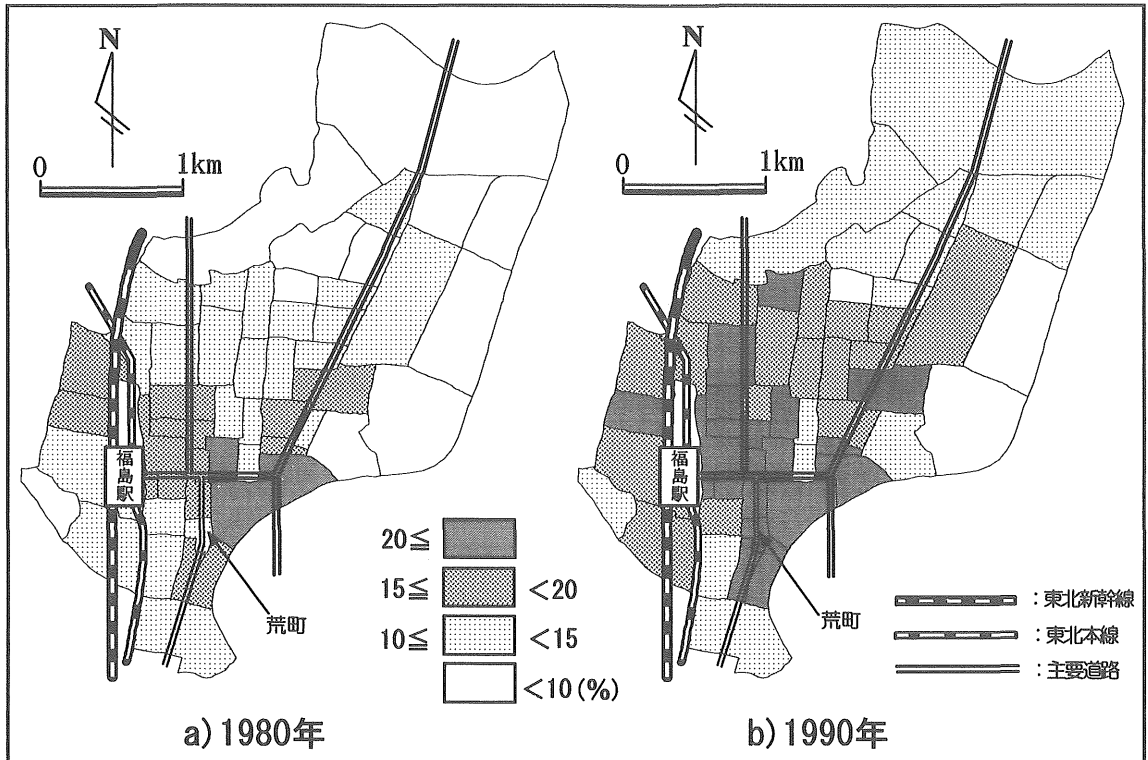 N
0 1km
福島駅
荒町
20≦
15≦ <20
10≦ <15
<10(%)
a)1980年
N
0 1km
福島駅
荒町
:東北新幹線
:東北本線
:主要道路
b)1990年